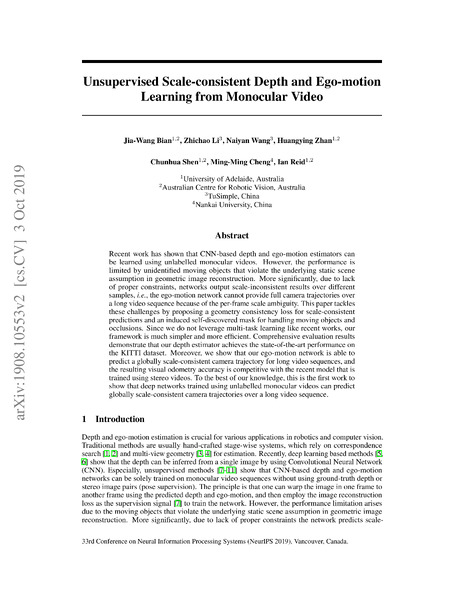 Unsupervised Scale-consistent Depth and Ego-motion
Learning from Monocular Video
Jia-Wang Bian1,2, Zhichao Li3, Naiyan Wang3, Huangying Zhan1,2
Chunhua Shen1,2, Ming-Ming Cheng4, Ian Reid1,2
1University of Adelaide, Australia
2Australian Centre for Robotic Vision, Australia
3TuSimple, China
4Nankai University, China
Abstract
Recent work has shown that CNN-based depth and ego-motion estimators can
be learned using unlabelled monocular videos. However, the performance is
limited by unidentified moving objects that violate the underlying static scene
assumption in geometric image reconstruction. More significantly, due to lack
of proper constraints, networks output scale-inconsistent results over different
samples, i.e., the ego-motion network cannot provide full camera trajectories over
a long video sequence because of the per-frame scale ambiguity. This paper tackles
these challenges by proposing a geometry consistency loss for scale-consistent
predictions and an induced self-discovered mask for handling moving objects and
occlusions. Since we do not leverage multi-task learning like recent works, our
framework is much simpler and more efficient. Comprehensive evaluation results
demonstrate that our depth estimator achieves the state-of-the-art performance on
the KITTI dataset. Moreover, we show that our ego-motion network is able to
predict a globally scale-consistent camera trajectory for long video sequences, and
the resulting visual odometry accuracy is competitive with the recent model that is
trained using stereo videos. To the best of our knowledge, this is the first work to
show that deep networks trained using unlabelled monocular videos can predict
globally scale-consistent camera trajectories over a long video sequence.
1 Introduction
Depth and ego-motion estimation is crucial for various applications in robotics and computer vision.
Traditional methods are usually hand-crafted stage-wise systems, which rely on correspondence
search [1, 2] and multi-view geometry [3, 4] for estimation. Recently, deep learning based methods [5,
6] show that the depth can be inferred from a single image by using Convolutional Neural Network
(CNN). Especially, unsupervised methods [7–11] show that CNN-based depth and ego-motion
networks can be solely trained on monocular video sequences without using ground-truth depth or
stereo image pairs (pose supervision). The principle is that one can warp the image in one frame to
another frame using the predicted depth and ego-motion, and then employ the image reconstruction
loss as the supervision signal [7] to train the network. However, the performance limitation arises
due to the moving objects that violate the underlying static scene assumption in geometric image
reconstruction. More significantly, due to lack of proper constraints the network predicts scale-
33rd Conference on Neural Information Processing Systems (NeurIPS 2019), Vancouver, Canada.
arXiv:1908.10553v2 [cs.CV] 3 Oct 2019